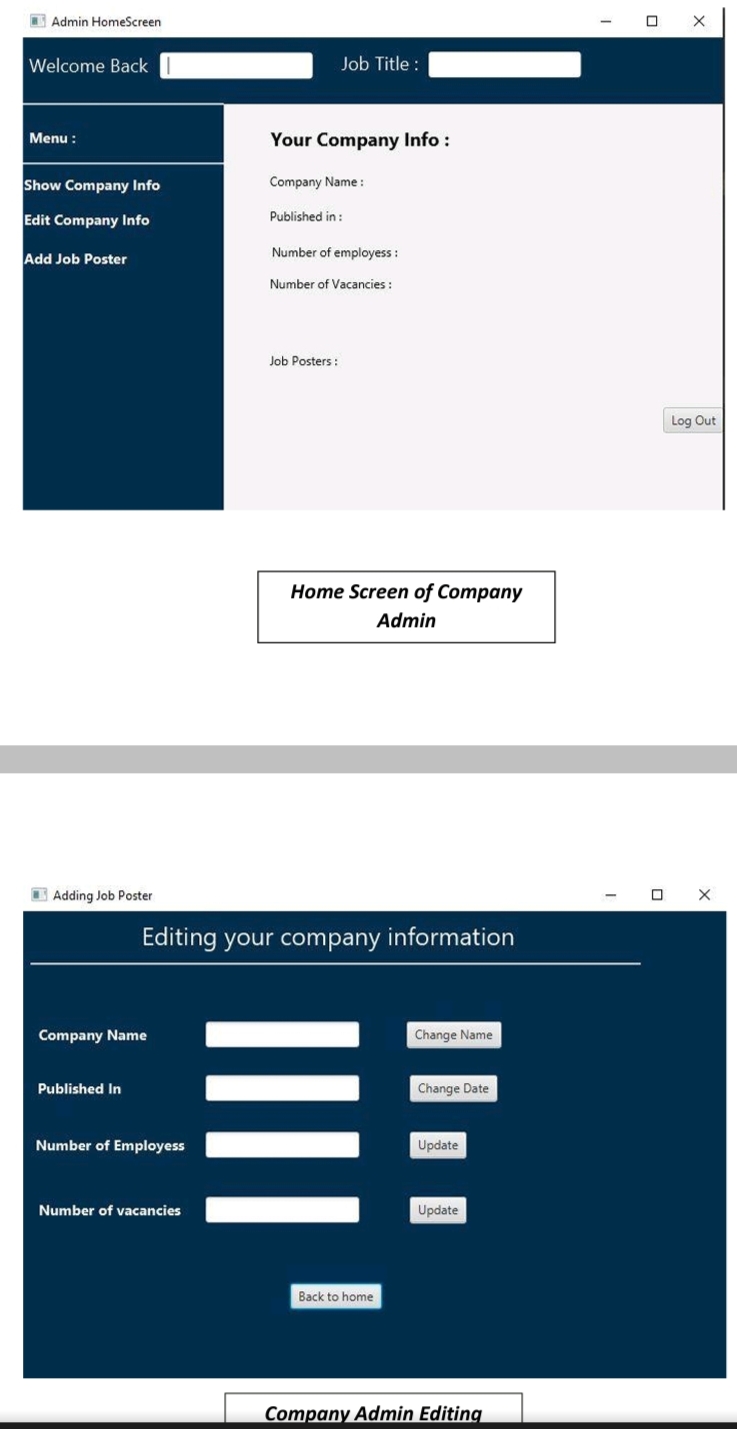 Admin HomeScreen
Welcome Back
Job Title :
Menu :
Show Company Info
Edit Company Info
Add Job Poster
Your Company Info :
Company Name :
Published in :
Number of employess :
Number of Vacancies :
Job Posters :
Log Out
Home Screen of Company
Admin
Adding Job Poster
Editing your company information
Company Name
Change Name
Published In
Change Date
Number of Employess
Update
Number of vacancies
Update
Back to home
Company Admin Editing